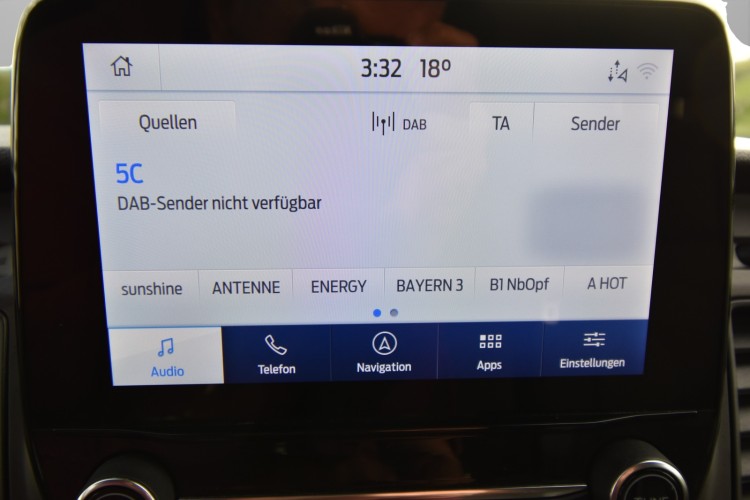 3:32 18º
Quellen DAB TA Sender
5C
DAB-Sender nicht verfügbar
sunshine ANTENNE ENERGY BAYERN 3 B1 NbOpf A HOT
Audio Telefon Navigation Apps Einstellungen